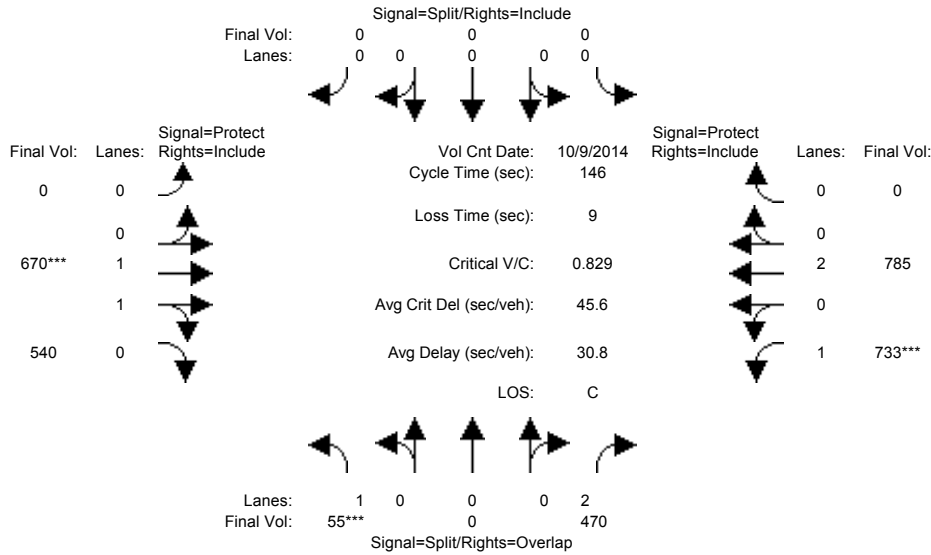 Signal=Split/Rights=Include
Final Vol: 0 0 0
Lanes: 0 0 0 0 0
Signal=Protect Signal=Protect
Final Vol: Lanes: Rights=Include Vol Cnt Date: 10/9/2014 Rights=Include Lanes: Final Vol:
Cycle Time (sec): 146
0 0 0 0
Loss Time (sec): 9
0 0
670*** 1 Critical V/C: 0.829 2 785
1 Avg Crit Del (sec/veh): 45.6 0
540 0 Avg Delay (sec/veh): 30.8 1 733***
LOS: C
Lanes: 1 0 0 0 2
Final Vol: 55*** 0 470
Signal=Split/Rights=Overlap